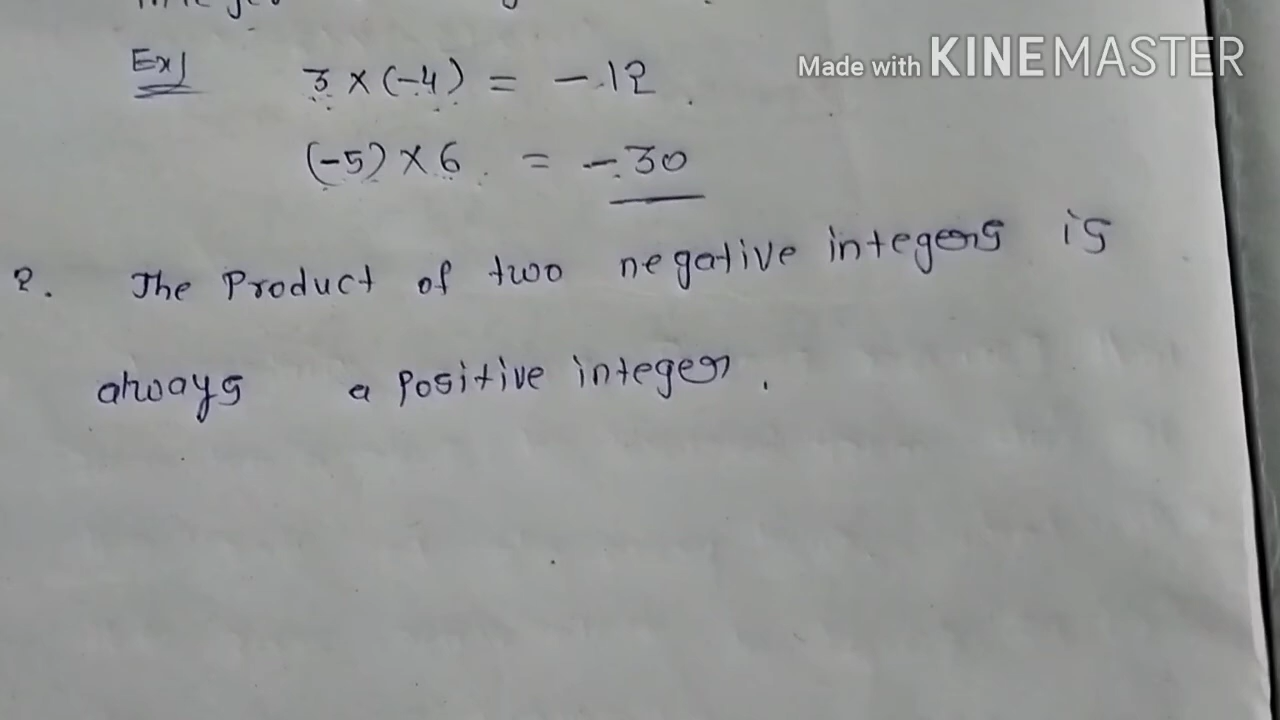 Ex)
3 × (-4) = -12
Made with KINEMASTER
(-5) × 6 = -30
2. The Product of two negative integers is
always a positive integer.